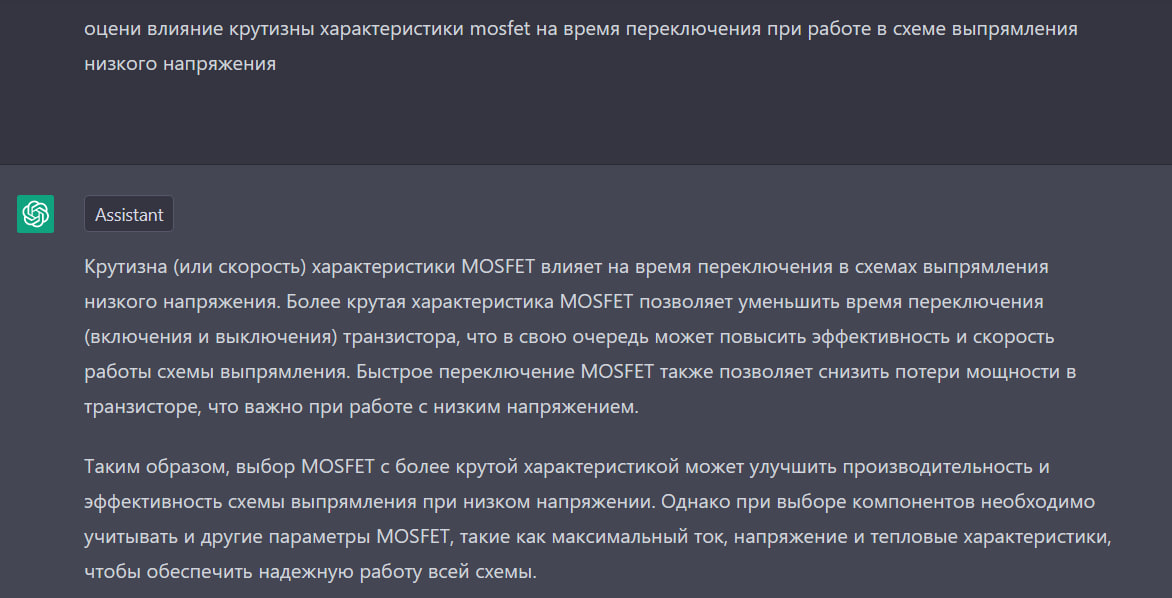 оцени влияние крутизны характеристики mosfet на время переключения при работе в схеме выпрямления
низкого напряжения
Assistant
Крутизна (или скорость) характеристики MOSFET влияет на время переключения в схемах выпрямления
низкого напряжения. Более крутая характеристика MOSFET позволяет уменьшить время переключения
(включения и выключения) транзистора, что в свою очередь может повысить эффективность и скорость
работы схемы выпрямления. Быстрое переключение MOSFET также позволяет снизить потери мощности в
транзисторе, что важно при работе с низким напряжением.
Таким образом, выбор MOSFET с более крутой характеристикой может улучшить производительность и
эффективность схемы выпрямления при низком напряжении. Однако при выборе компонентов необходимо
учитывать и другие параметры MOSFET, такие как максимальный ток, напряжение и тепловые характеристики,
чтобы обеспечить надежную работу всей схемы.